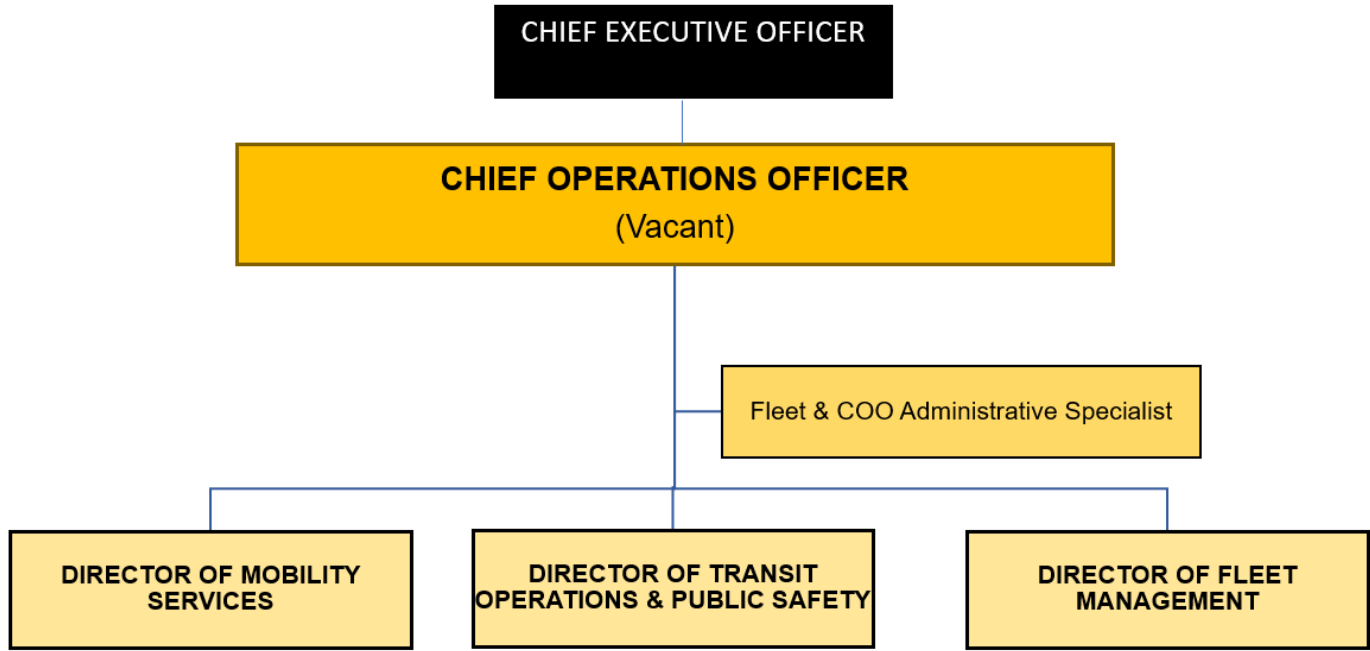 CHIEF EXECUTIVE OFFICER
CHIEF OPERATIONS OFFICER
(Vacant)
Fleet & COO Administrative Specialist
DIRECTOR OF MOBILITY
SERVICES
DIRECTOR OF TRANSIT
OPERATIONS & PUBLIC SAFETY
DIRECTOR OF FLEET
MANAGEMENT